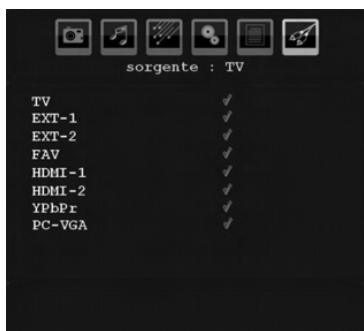 sorgente : TV
TV
EXT-1
EXT-2
FAV
HDMI-1
HDMI-2
YPbPr
PC-VGA